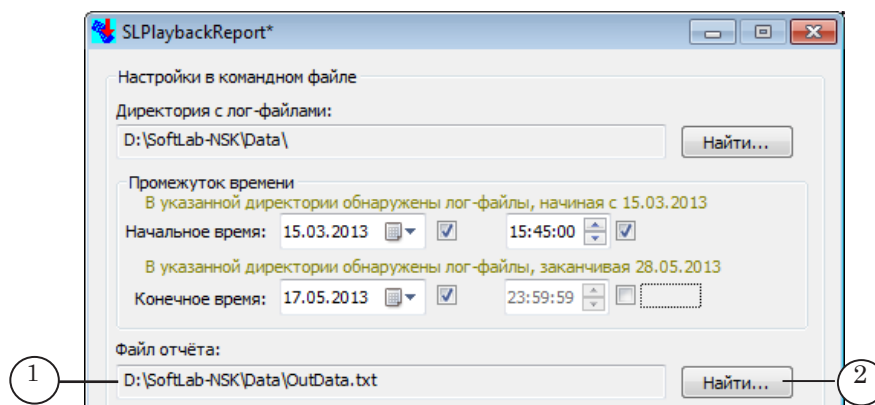 SLPlaybackReport*
Настройки в командном файле
Директория с лог-файлами:
D:\SoftLab-NSK\Data\ Найти...
Промежуток времени
В указанной директории обнаружены лог-файлы, начиная с 15.03.2013
Начальное время: 15.03.2013 15:45:00
В указанной директории обнаружены лог-файлы, заканчивая 28.05.2013
Конечное время: 17.05.2013 23:59:59
Файл отчёта:
1 D:\SoftLab-NSK\Data\OutData.txt Найти... 2